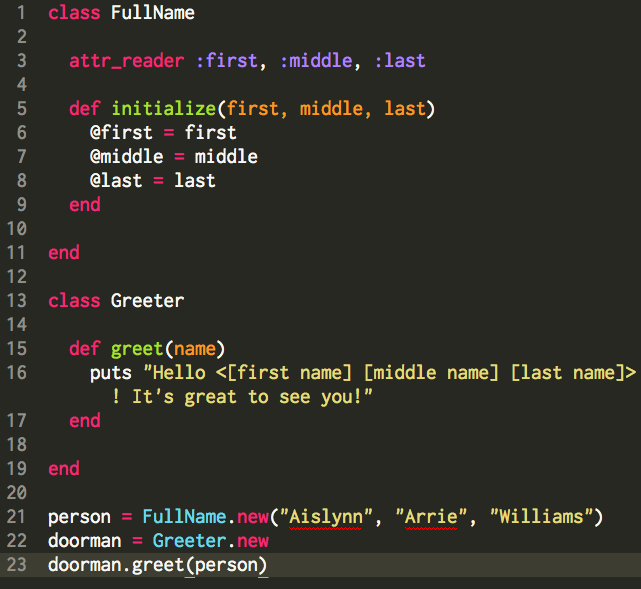 1 class FullName
2
3 attr_reader :first, :middle, :last
4
5 def initialize(first, middle, last)
6 @first = first
7 @middle = middle
8 @last = last
9 end
10
11 end
12
13 class Greeter
14
15 def greet(name)
16 puts "Hello <[first name] [middle name] [last name]>
! It's great to see you!"
17 end
18
19 end
20
21 person = FullName.new("Aislynn", "Arrie", "Williams")
22 doorman = Greeter.new
23 doorman.greet(person)